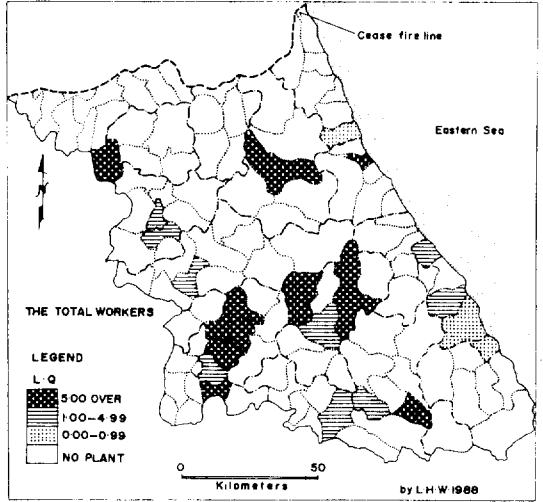 Cease fire line
Eastern Sea
N
THE TOTAL WORKERS
LEGEND
L·Q
5·00 OVER
1·00—4·99
0·00—0·99
NO PLANT
0 50
Kilometers
by L·H·W·1988